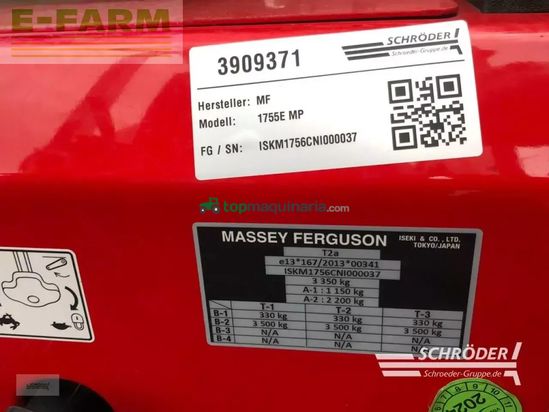 E-FARM
3909371
SCHRÖDER
Schroeder-Gruppe.de
Hersteller: MF
Modell: 1755E MP
FG / SN: ISKM1756CNI000037
topmaquinaria.com
MASSEY FERGUSON ISEKI & CO., LTD.
TOKYO/JAPAN
T2a
e13*167/2013*00341
ISKM1756CNI000037
3 350 kg
A-1 : 1 150 kg
A-2 : 2 200 kg
T-1 T-2 T-3
B-1 330 kg 330 kg 330 kg
B-2 3 500 kg 3 500 kg 3 500 kg
B-3 N/A N/A N/A
B-4 N/A N/A N/A
SCHRÖDER
Schroeder-Gruppe.de